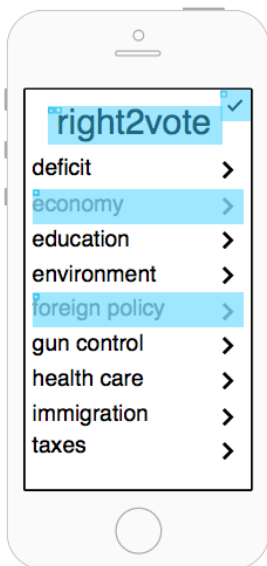 right2vote
deficit
economy
education
environment
foreign policy
gun control
health care
immigration
taxes